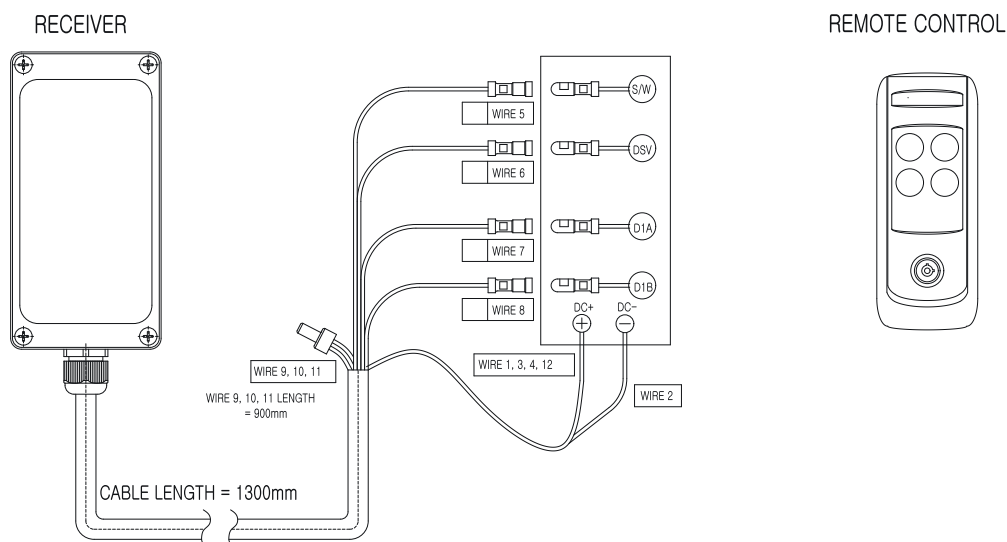 RECEIVER
REMOTE CONTROL
S/W
WIRE 5
DSV
WIRE 6
D1A
WIRE 7
D1B
WIRE 8
DC+
DC-
WIRE 9, 10, 11
WIRE 1, 3, 4, 12
WIRE 2
WIRE 9, 10, 11 LENGTH
= 900mm
CABLE LENGTH = 1300mm